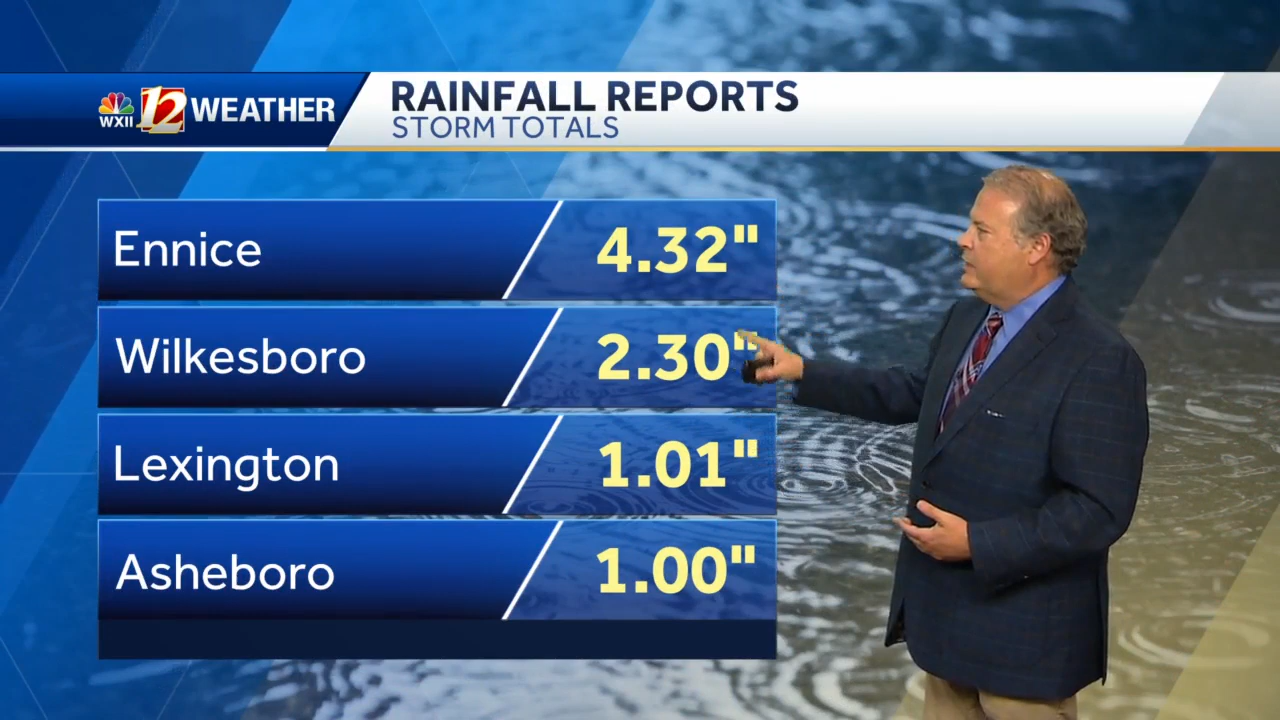 WXII 12 WEATHER
RAINFALL REPORTS
STORM TOTALS
Ennice 4.32"
Wilkesboro 2.30"
Lexington 1.01"
Asheboro 1.00"